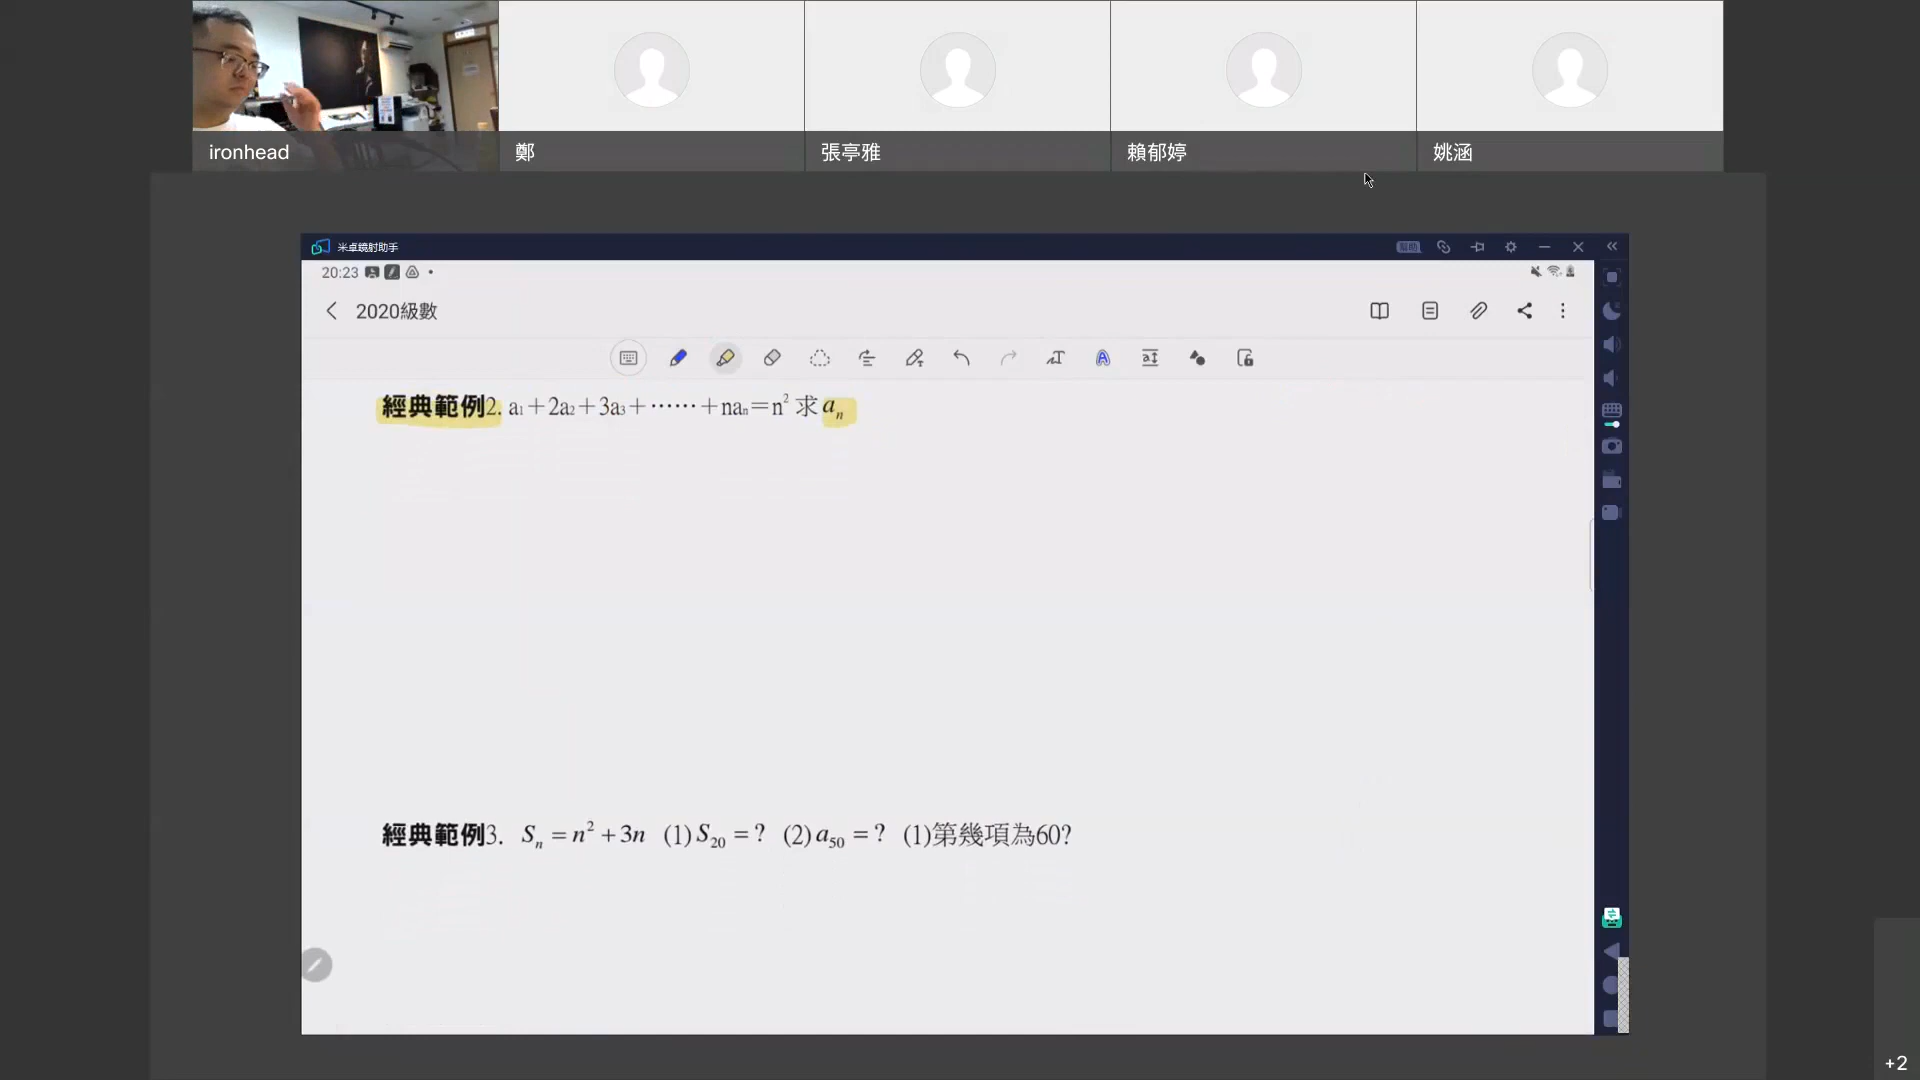 ironhead
鄭
張亭雅
賴郁婷
姚涵
米卓鏡射助手
20:23
2020級數
經典範例2. a₁+2a₂+3a₃+⋯⋯+naₙ=n² 求 aₙ
經典範例3. Sₙ = n² + 3n (1) S₂₀ = ? (2) a₅₀ = ? (1)第幾項為60?
+2